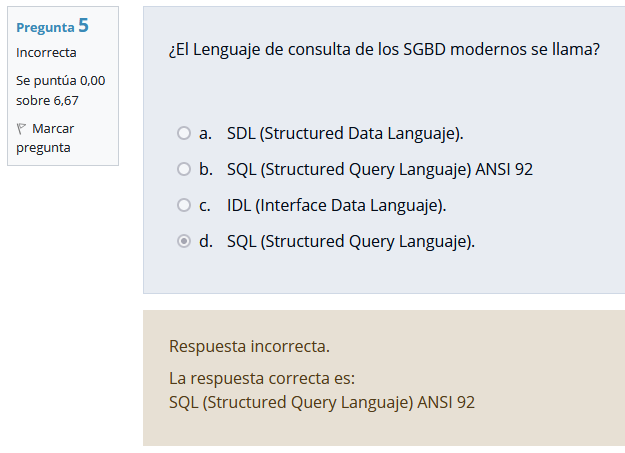 Pregunta 5
Incorrecta
Se puntúa 0,00
sobre 6,67
Marcar
pregunta
¿El Lenguaje de consulta de los SGBD modernos se llama?
a. SDL (Structured Data Languaje).
b. SQL (Structured Query Languaje) ANSI 92
c. IDL (Interface Data Languaje).
d. SQL (Structured Query Languaje).
Respuesta incorrecta.
La respuesta correcta es:
SQL (Structured Query Languaje) ANSI 92